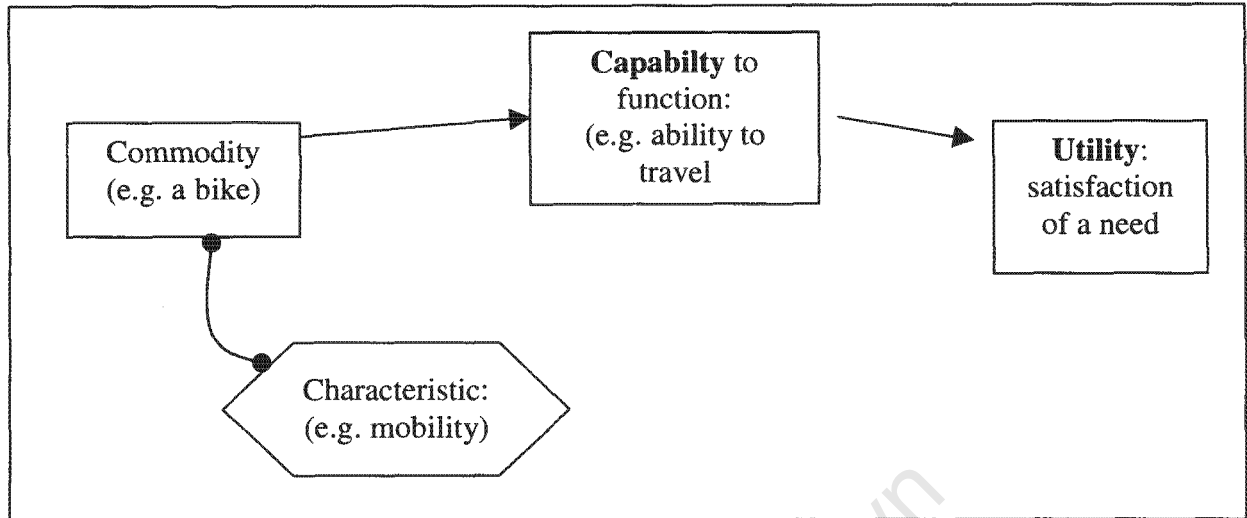 Commodity
(e.g. a bike)
Capabilty to
function:
(e.g. ability to
travel
Utility:
satisfaction
of a need
Characteristic:
(e.g. mobility)